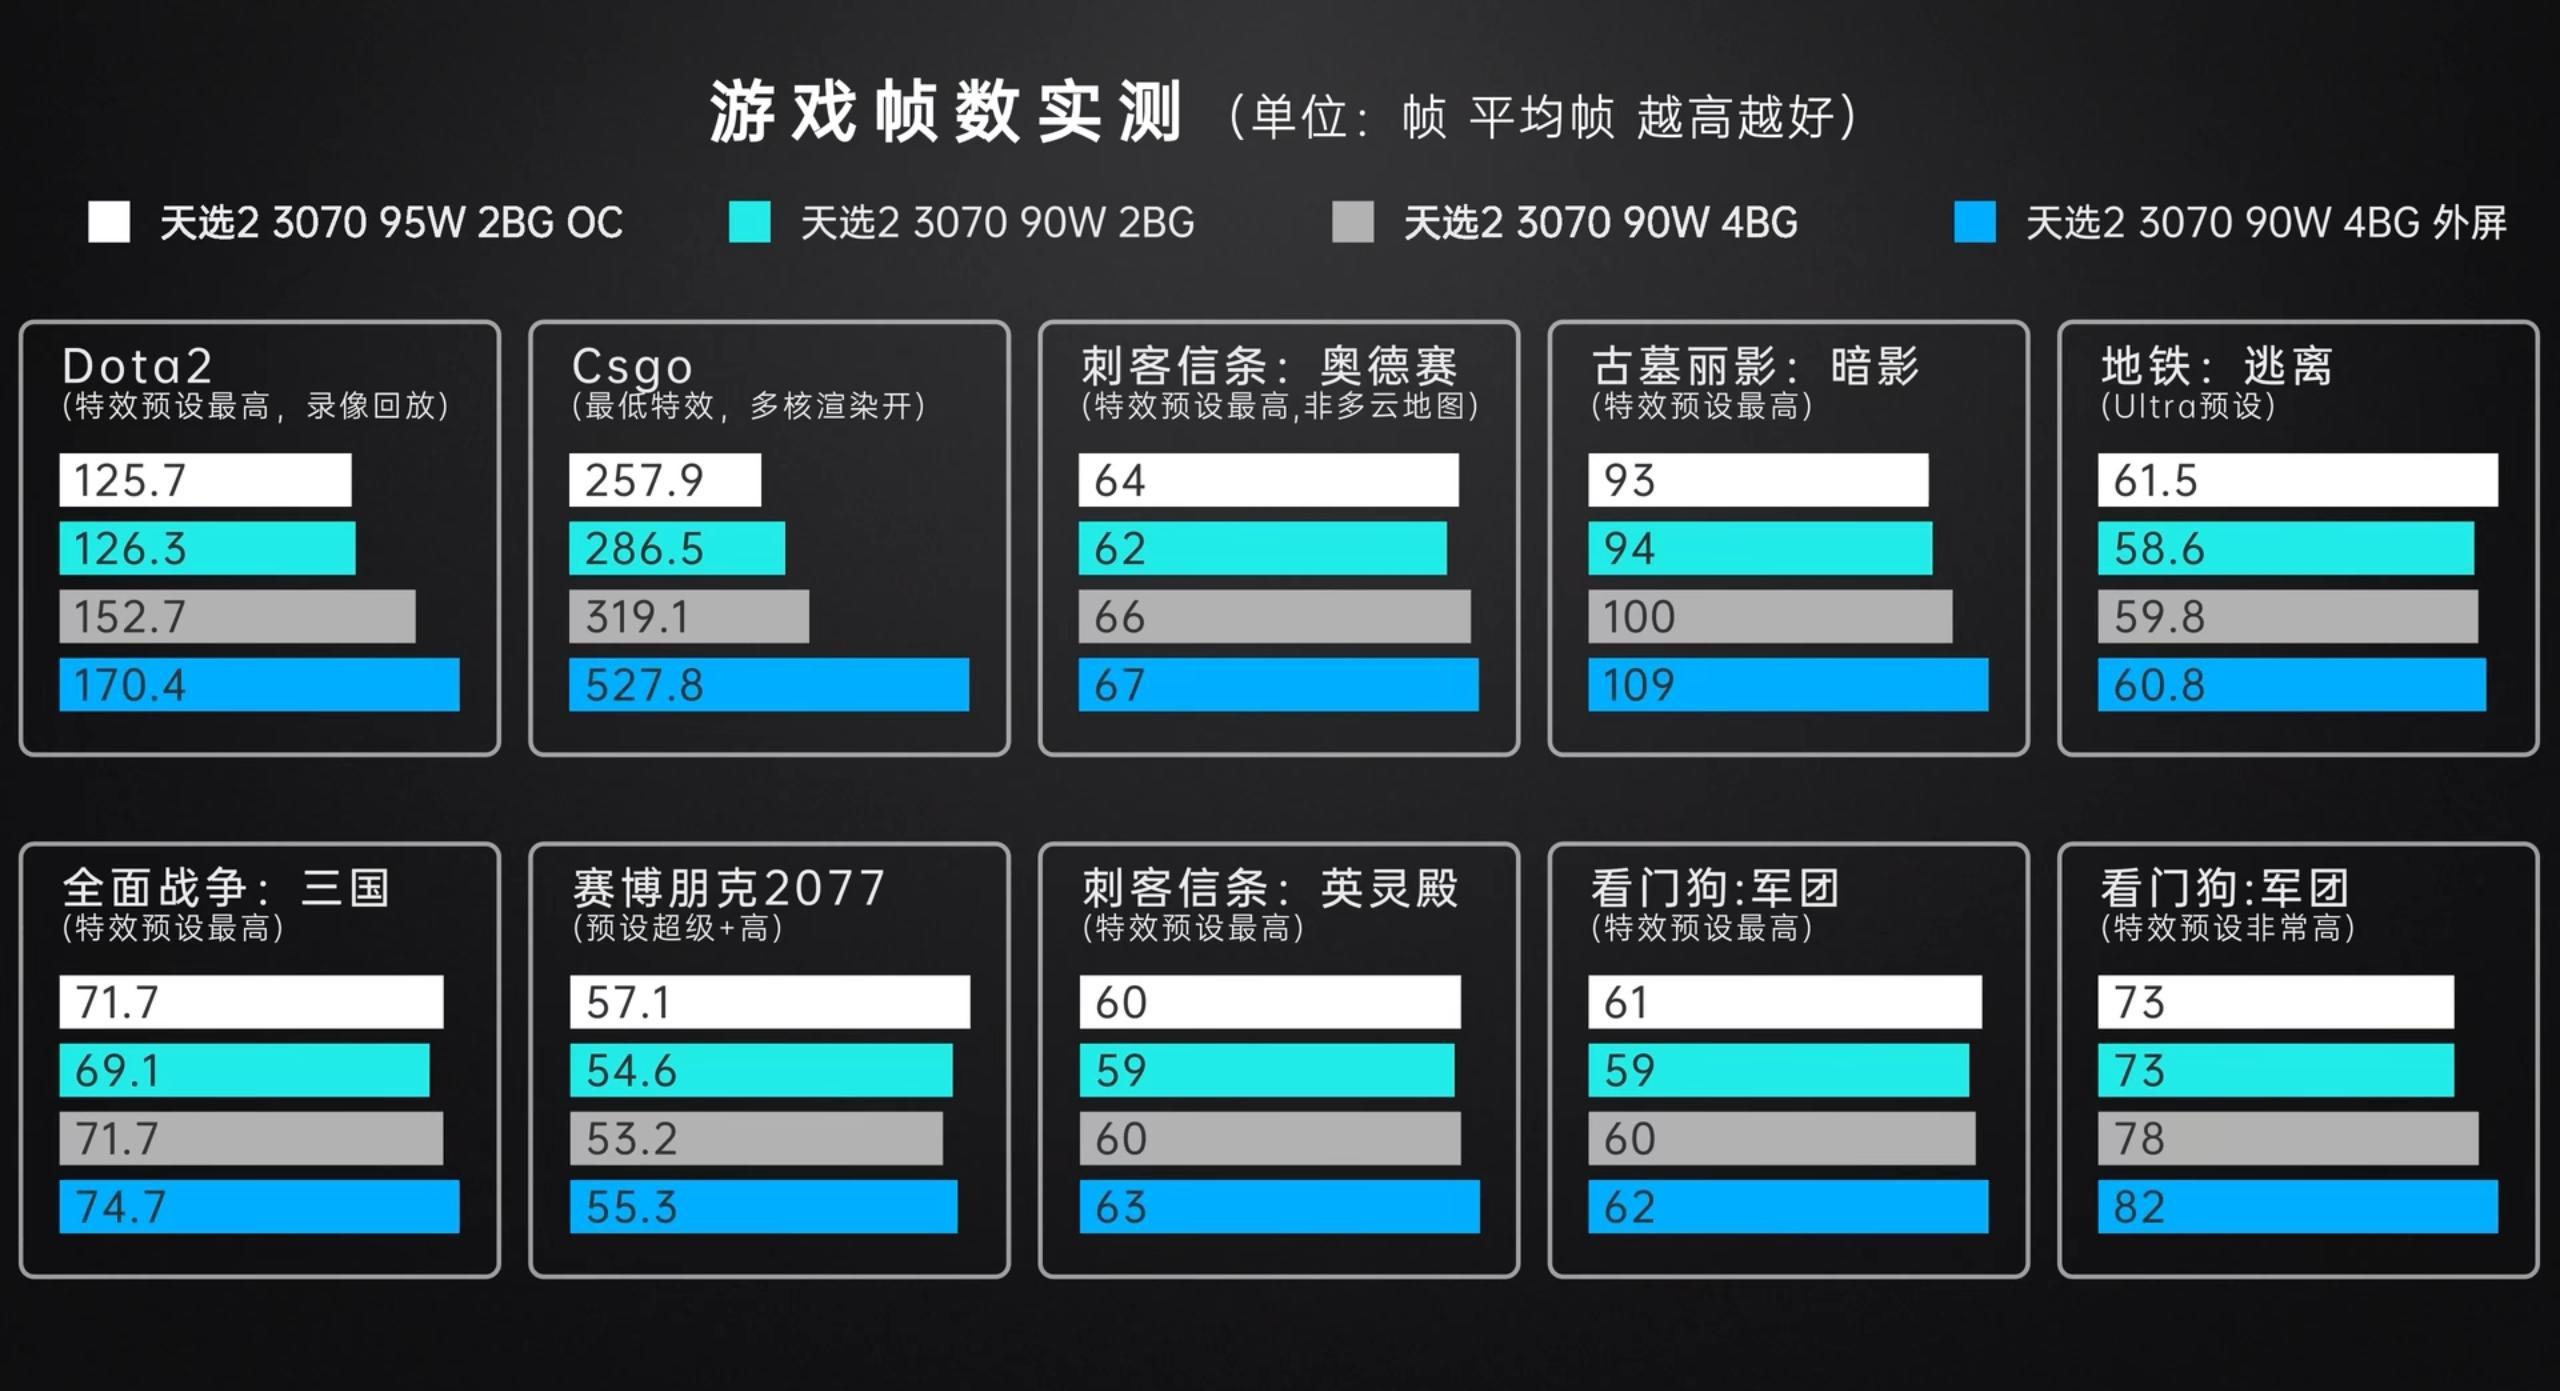 游戏帧数实测（单位：帧 平均帧 越高越好）
天选2 3070 95W 2BG OC
天选2 3070 90W 2BG
天选2 3070 90W 4BG
天选2 3070 90W 4BG 外屏
Dota2
(特效预设最高，录像回放)
125.7
126.3
152.7
170.4
Csgo
(最低特效，多核渲染开)
257.9
286.5
319.1
527.8
刺客信条：奥德赛
(特效预设最高,非多云地图)
64
62
66
67
古墓丽影：暗影
(特效预设最高)
93
94
100
109
地铁：逃离
(Ultra预设)
61.5
58.6
59.8
60.8
全面战争：三国
(特效预设最高)
71.7
69.1
71.7
74.7
赛博朋克2077
(预设超级+高)
57.1
54.6
53.2
55.3
刺客信条：英灵殿
(特效预设最高)
60
59
60
63
看门狗:军团
(特效预设最高)
61
59
60
62
看门狗:军团
(特效预设非常高)
73
73
78
82